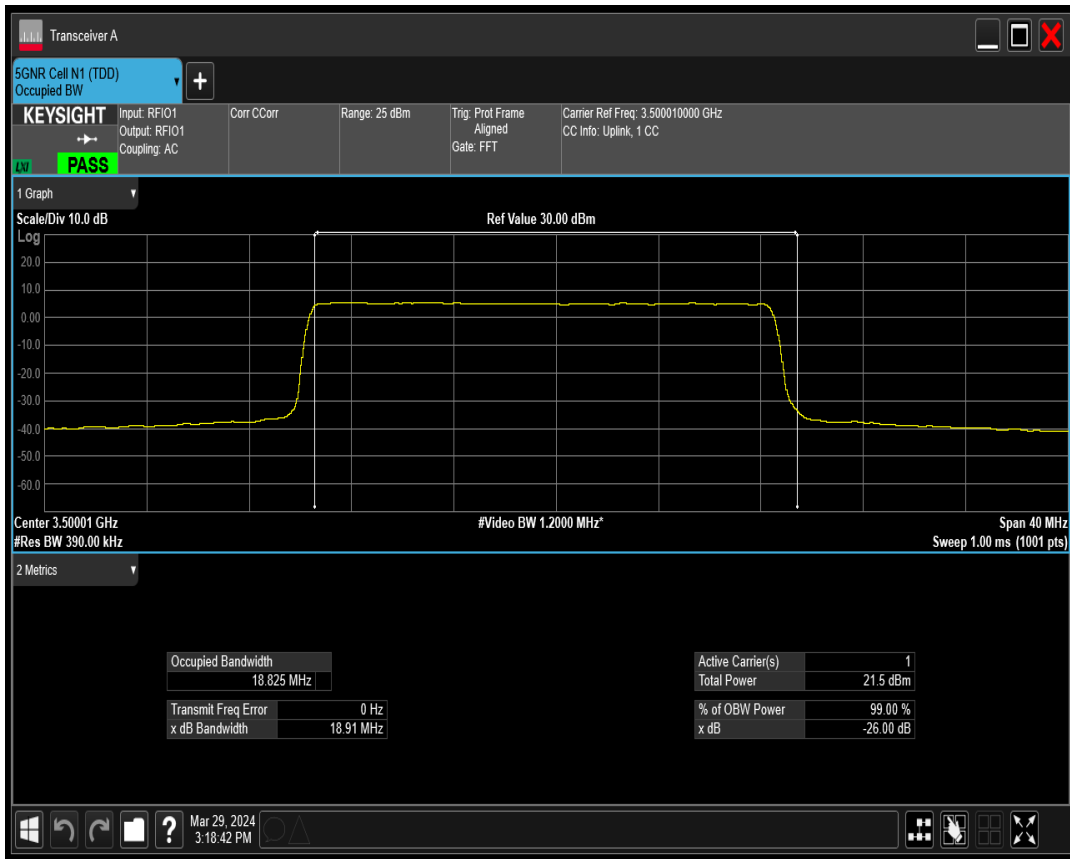 Transceiver A
5GNR Cell N1 (TDD)
Occupied BW
+
KEYSIGHT
LXI
PASS
Input: RFIO1
Output: RFIO1
Coupling: AC
Corr CCorr
Range: 25 dBm
Trig: Prot Frame
Aligned
Gate: FFT
Carrier Ref Freq: 3.500010000 GHz
CC Info: Uplink, 1 CC
1 Graph
Scale/Div 10.0 dB
Ref Value 30.00 dBm
Log
20.0
10.0
0.00
-10.0
-20.0
-30.0
-40.0
-50.0
-60.0
Center 3.50001 GHz
#Video BW 1.2000 MHz*
Span 40 MHz
#Res BW 390.00 kHz
Sweep 1.00 ms (1001 pts)
2 Metrics
Occupied Bandwidth
18.825 MHz
Transmit Freq Error 0 Hz
x dB Bandwidth 18.91 MHz
Active Carrier(s) 1
Total Power 21.5 dBm
% of OBW Power 99.00 %
x dB -26.00 dB
?
Mar 29, 2024
3:18:42 PM